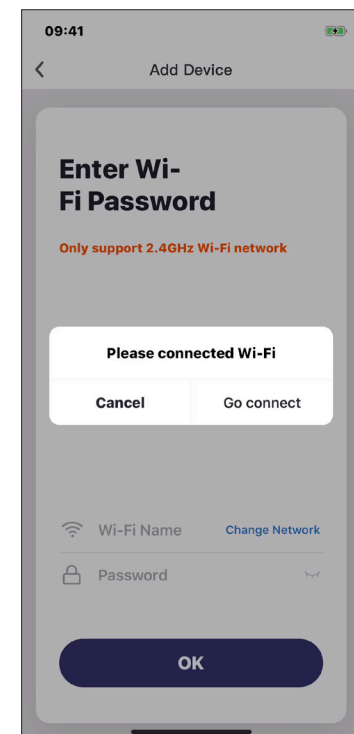 09:41
Add Device
Enter Wi-
Fi Password
Only support 2.4GHz Wi-Fi network
Please connected Wi-Fi
Cancel Go connect
Wi-Fi Name Change Network
Password
OK